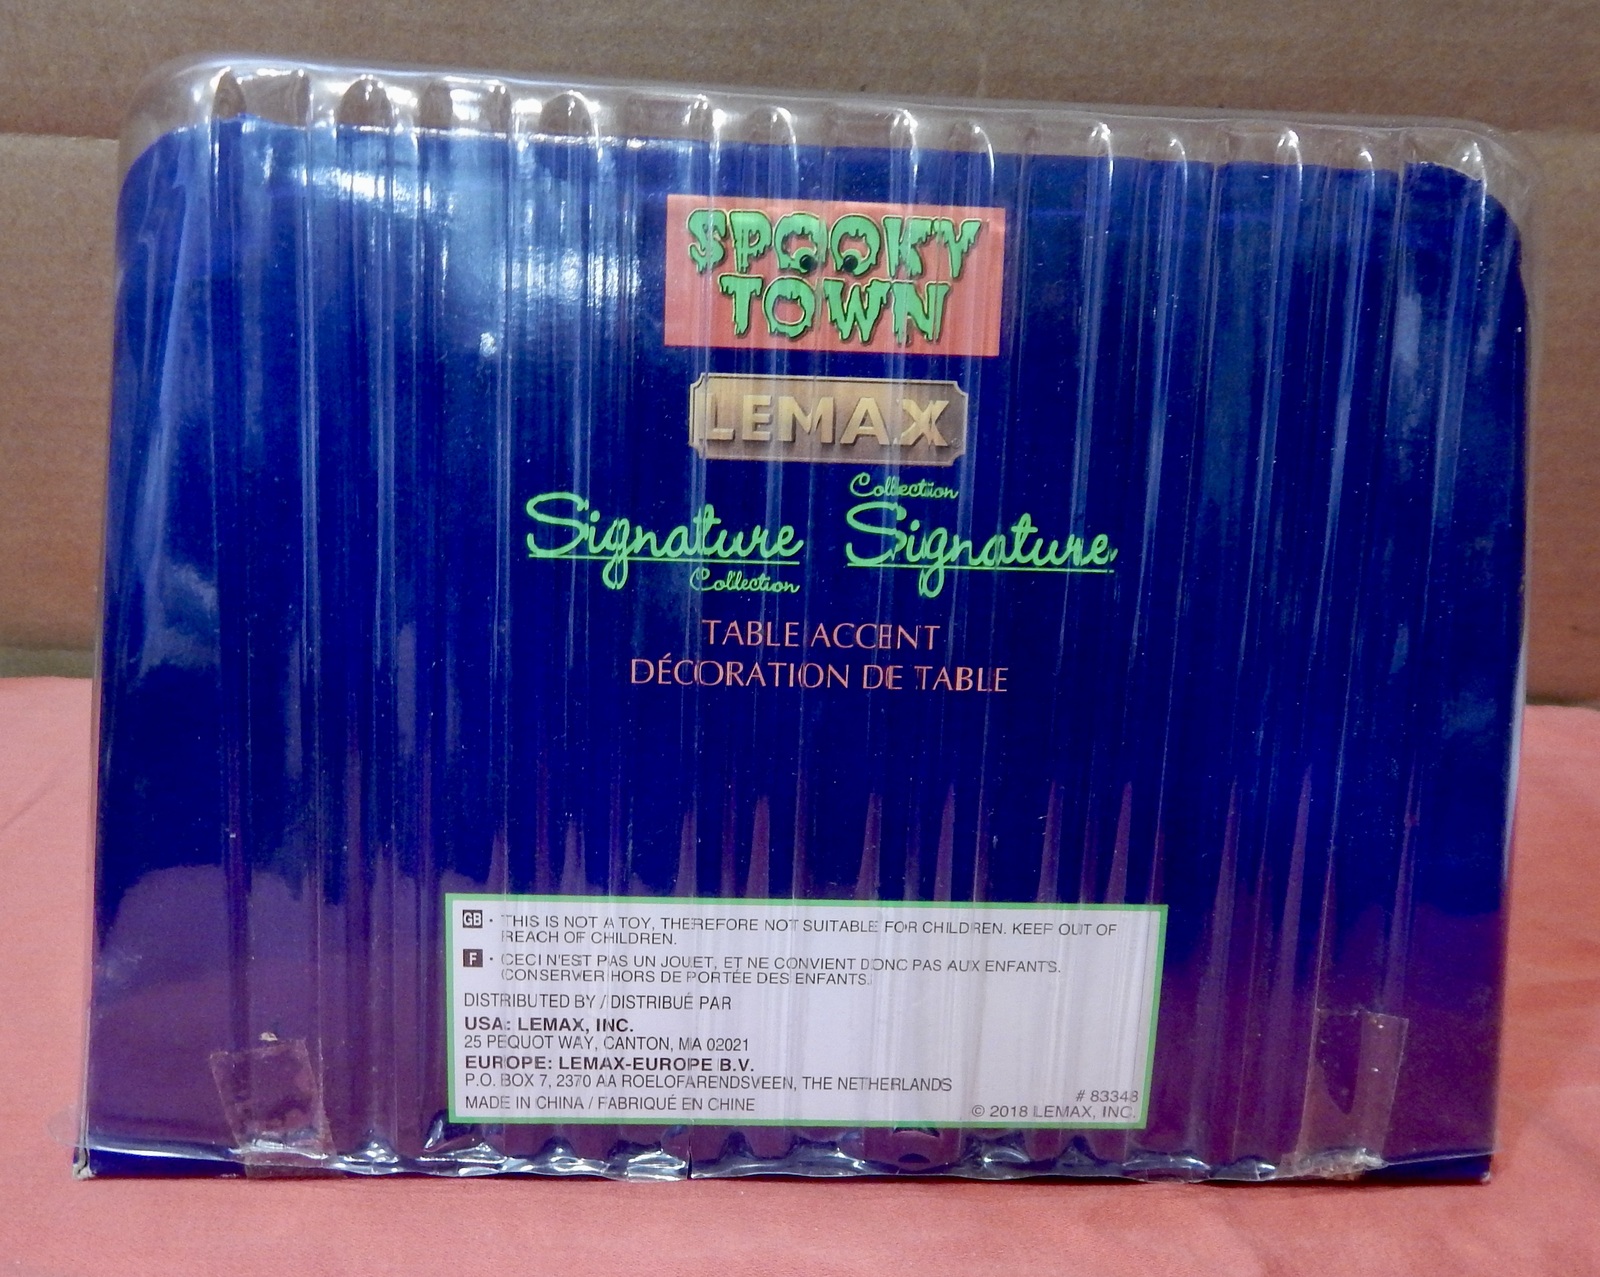 SPOOKY
TOWN
LEMAX
Signature
Collection
Collection
Signature
TABLE ACCENT
DÉCORATION DE TABLE
GB • THIS IS NOT A TOY, THEREFORE NOT SUITABLE FOR CHILDREN. KEEP OUT OF
REACH OF CHILDREN.
F • CECI N'EST PAS UN JOUET, ET NE CONVIENT DONC PAS AUX ENFANTS.
CONSERVER HORS DE PORTÉE DES ENFANTS.
DISTRIBUTED BY / DISTRIBUÉ PAR
USA: LEMAX, INC.
25 PEQUOT WAY, CANTON, MA 02021
EUROPE: LEMAX-EUROPE B.V.
P.O. BOX 7, 2370 AA ROELOFARENDSVEEN, THE NETHERLANDS
MADE IN CHINA / FABRIQUÉ EN CHINE
# 83348
© 2018 LEMAX, INC.